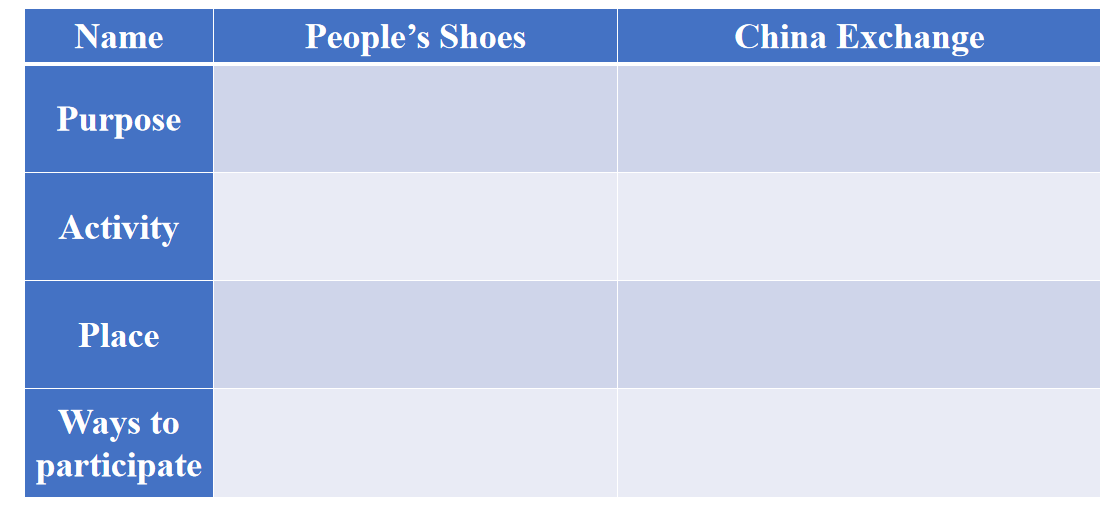 Name People’s Shoes China Exchange
Purpose
Activity
Place
Ways to
participate